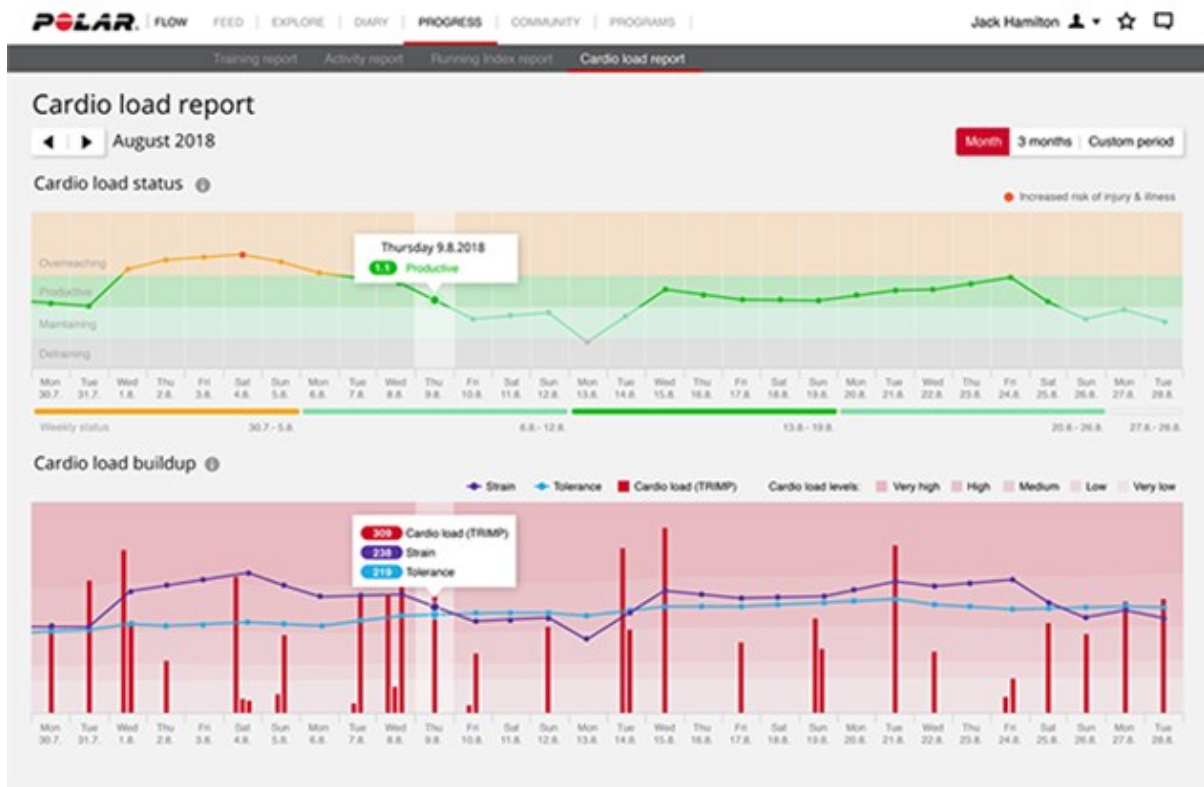 POLAR. FLOW FEED EXPLORE DIARY PROGRESS COMMUNITY PROGRAMS Jack Hamilton
Training report Activity report Running Index report Cardio load report
Cardio load report
August 2018 Month 3 months Custom period
Cardio load status
Increased risk of injury & illness
Thursday 9.8.2018
1.1 Productive
Overreaching
Productive
Maintaining
Detraining
Mon Tue Wed Thu Fri Sat Sun Mon Tue Wed Thu Fri Sat Sun Mon Tue Wed Thu Fri Sat Sun Mon Tue Wed Thu Fri Sat Sun Mon Tue
30.7. 31.7. 1.8. 2.8. 3.8. 4.8. 5.8. 6.8. 7.8. 8.8. 9.8. 10.8. 11.8. 12.8. 13.8. 14.8. 15.8. 16.8. 17.8. 18.8. 19.8. 20.8. 21.8. 22.8. 23.8. 24.8. 25.8. 26.8. 27.8. 28.8.
Weekly status 30.7.- 5.8. 6.8.- 12.8. 13.8.- 19.8. 20.8.- 26.8. 27.8.- 28.8.
Cardio load buildup
Strain Tolerance Cardio load (TRIMP) Cardio load levels: Very high High Medium Low Very low
309 Cardio load (TRIMP)
238 Strain
219 Tolerance
Mon Tue Wed Thu Fri Sat Sun Mon Tue Wed Thu Fri Sat Sun Mon Tue Wed Thu Fri Sat Sun Mon Tue Wed Thu Fri Sat Sun Mon Tue
30.7. 31.7. 1.8. 2.8. 3.8. 4.8. 5.8. 6.8. 7.8. 8.8. 9.8. 10.8. 11.8. 12.8. 13.8. 14.8. 15.8. 16.8. 17.8. 18.8. 19.8. 20.8. 21.8. 22.8. 23.8. 24.8. 25.8. 26.8. 27.8. 28.8.